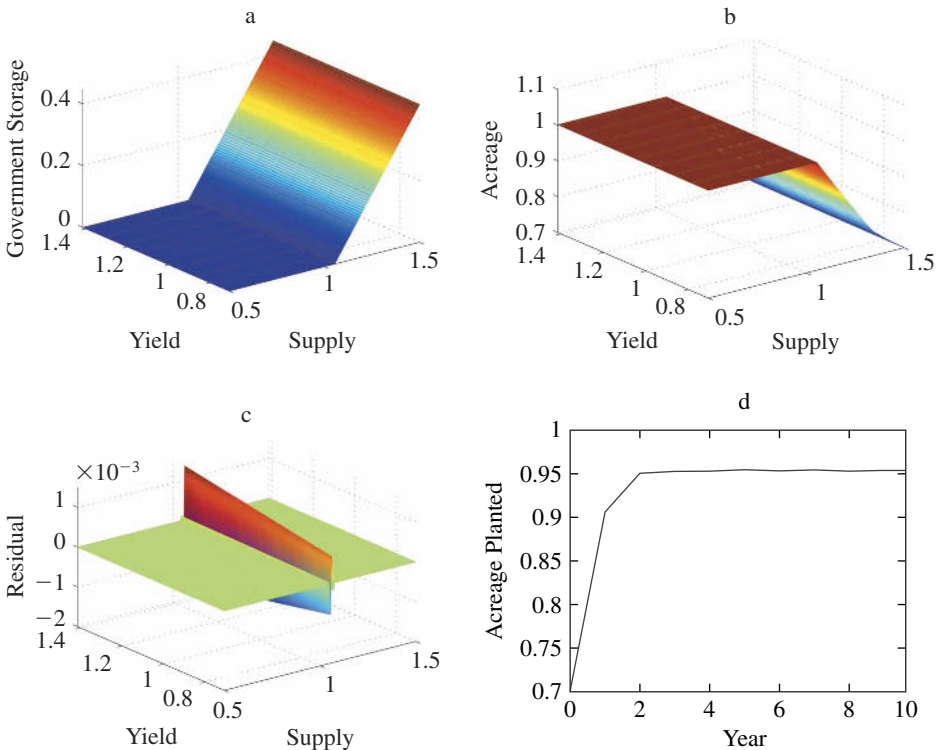 a
Government Storage
0.4
0.2
0
1.4
1.2
1
0.8
0.5
1
1.5
Yield
Supply
b
Acreage
1.1
1
0.9
0.8
0.7
1.4
1.2
1
0.8
0.5
1
1.5
Yield
Supply
c
×10⁻³
Residual
1
0
−1
−2
1.4
1.2
1
0.8
0.5
1
1.5
Yield
Supply
d
Acreage Planted
1
0.95
0.9
0.85
0.8
0.75
0.7
0 2 4 6 8 10
Year